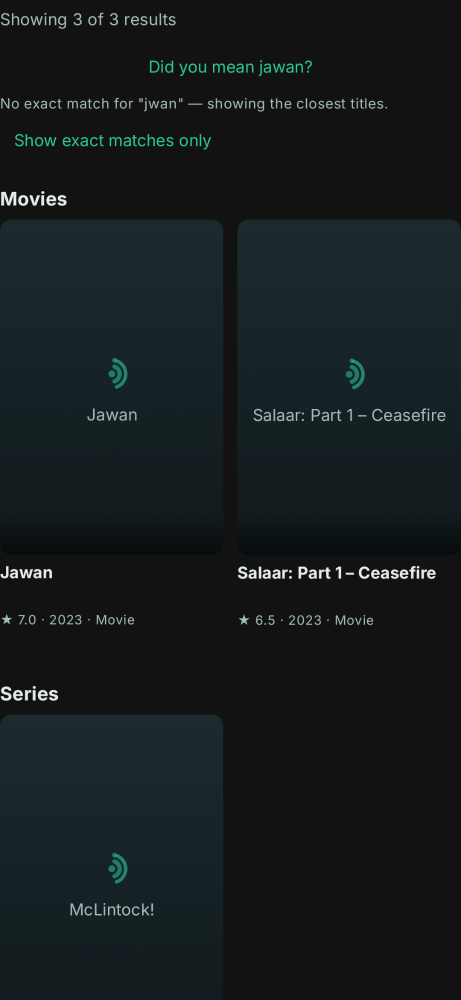 Showing 3 of 3 results
Did you mean jawan?
No exact match for "jwan" — showing the closest titles.
Show exact matches only
Movies
Jawan
Salaar: Part 1 – Ceasefire
Jawan
Salaar: Part 1 – Ceasefire
★ 7.0 · 2023 · Movie
★ 6.5 · 2023 · Movie
Series
McLintock!